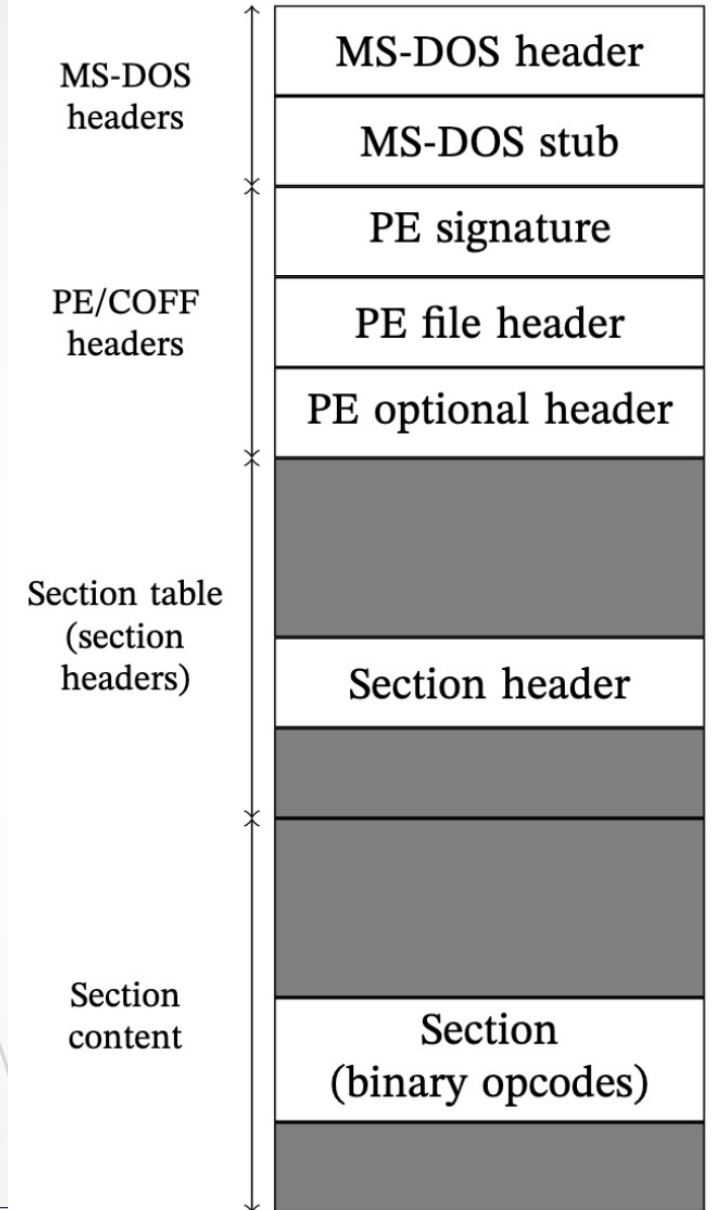 MS-DOS
headers
MS-DOS header
MS-DOS stub
PE/COFF
headers
PE signature
PE file header
PE optional header
Section table
(section
headers)
Section header
Section
content
Section
(binary opcodes)